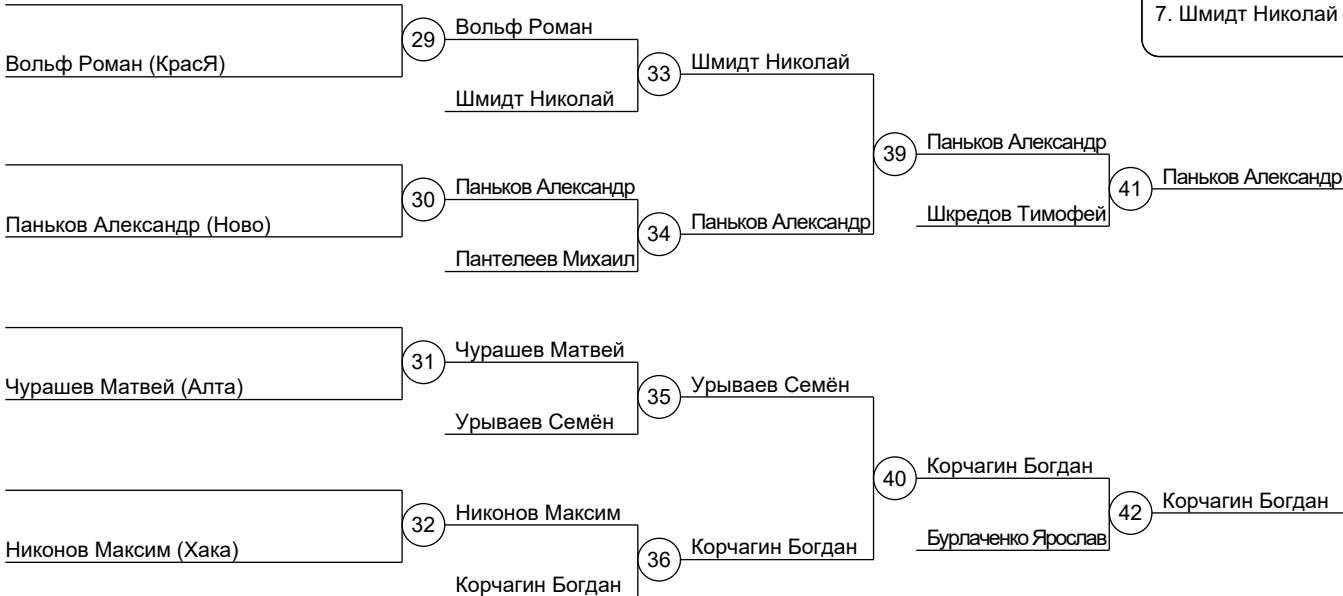 7. Шмидт Николай
29
Вольф Роман
Вольф Роман (КрасЯ)
33
Шмидт Николай
Шмидт Николай
39
Паньков Александр
30
Паньков Александр
Паньков Александр (Ново)
34
Паньков Александр
Пантелеев Михаил
41
Паньков Александр
Шкредов Тимофей
31
Чурашев Матвей
Чурашев Матвей (Алта)
35
Урываев Семён
Урываев Семён
40
Корчагин Богдан
32
Никонов Максим
Никонов Максим (Хака)
36
Корчагин Богдан
Корчагин Богдан
42
Корчагин Богдан
Бурлаченко Ярослав